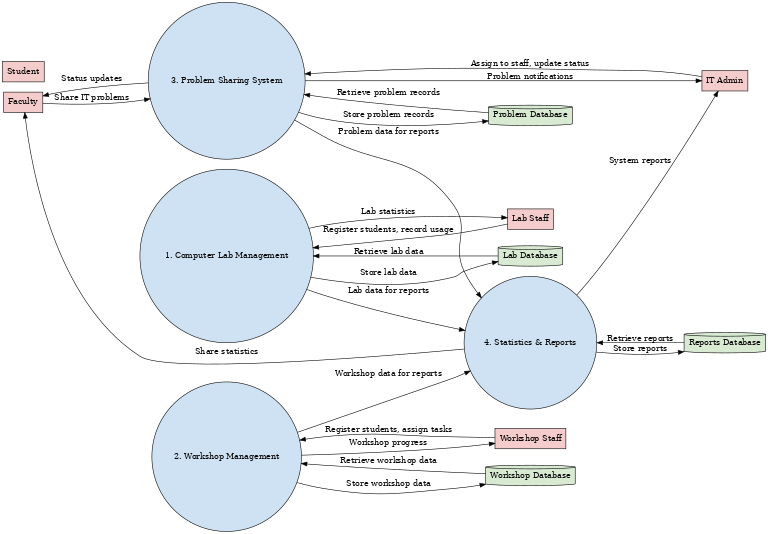 3. Problem Sharing System
Student
Faculty
Status updates
Share IT problems
Assign to staff, update status
Problem notifications
IT Admin
Retrieve problem records
Store problem records
Problem Database
Problem data for reports
System reports
1. Computer Lab Management
Lab statistics
Lab Staff
Register students, record usage
Retrieve lab data
Lab Database
Store lab data
Lab data for reports
4. Statistics & Reports
Retrieve reports
Store reports
Reports Database
Share statistics
Workshop data for reports
2. Workshop Management
Register students, assign tasks
Workshop Staff
Workshop progress
Retrieve workshop data
Workshop Database
Store workshop data